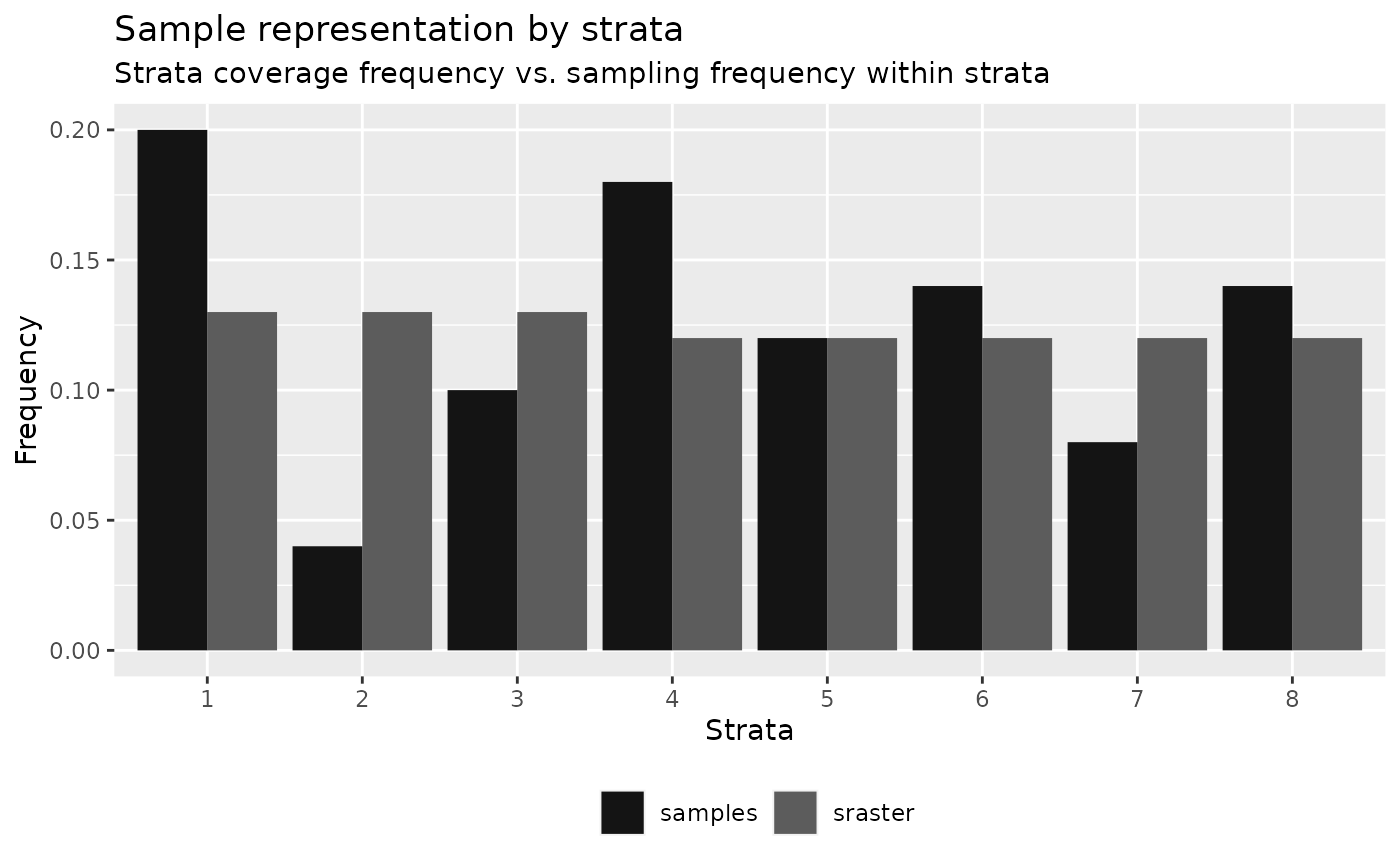 Sample representation by strata
Strata coverage frequency vs. sampling frequency within strata
Frequency
0.20
0.15
0.10
0.05
0.00
1 2 3 4 5 6 7 8
Strata
samples sraster